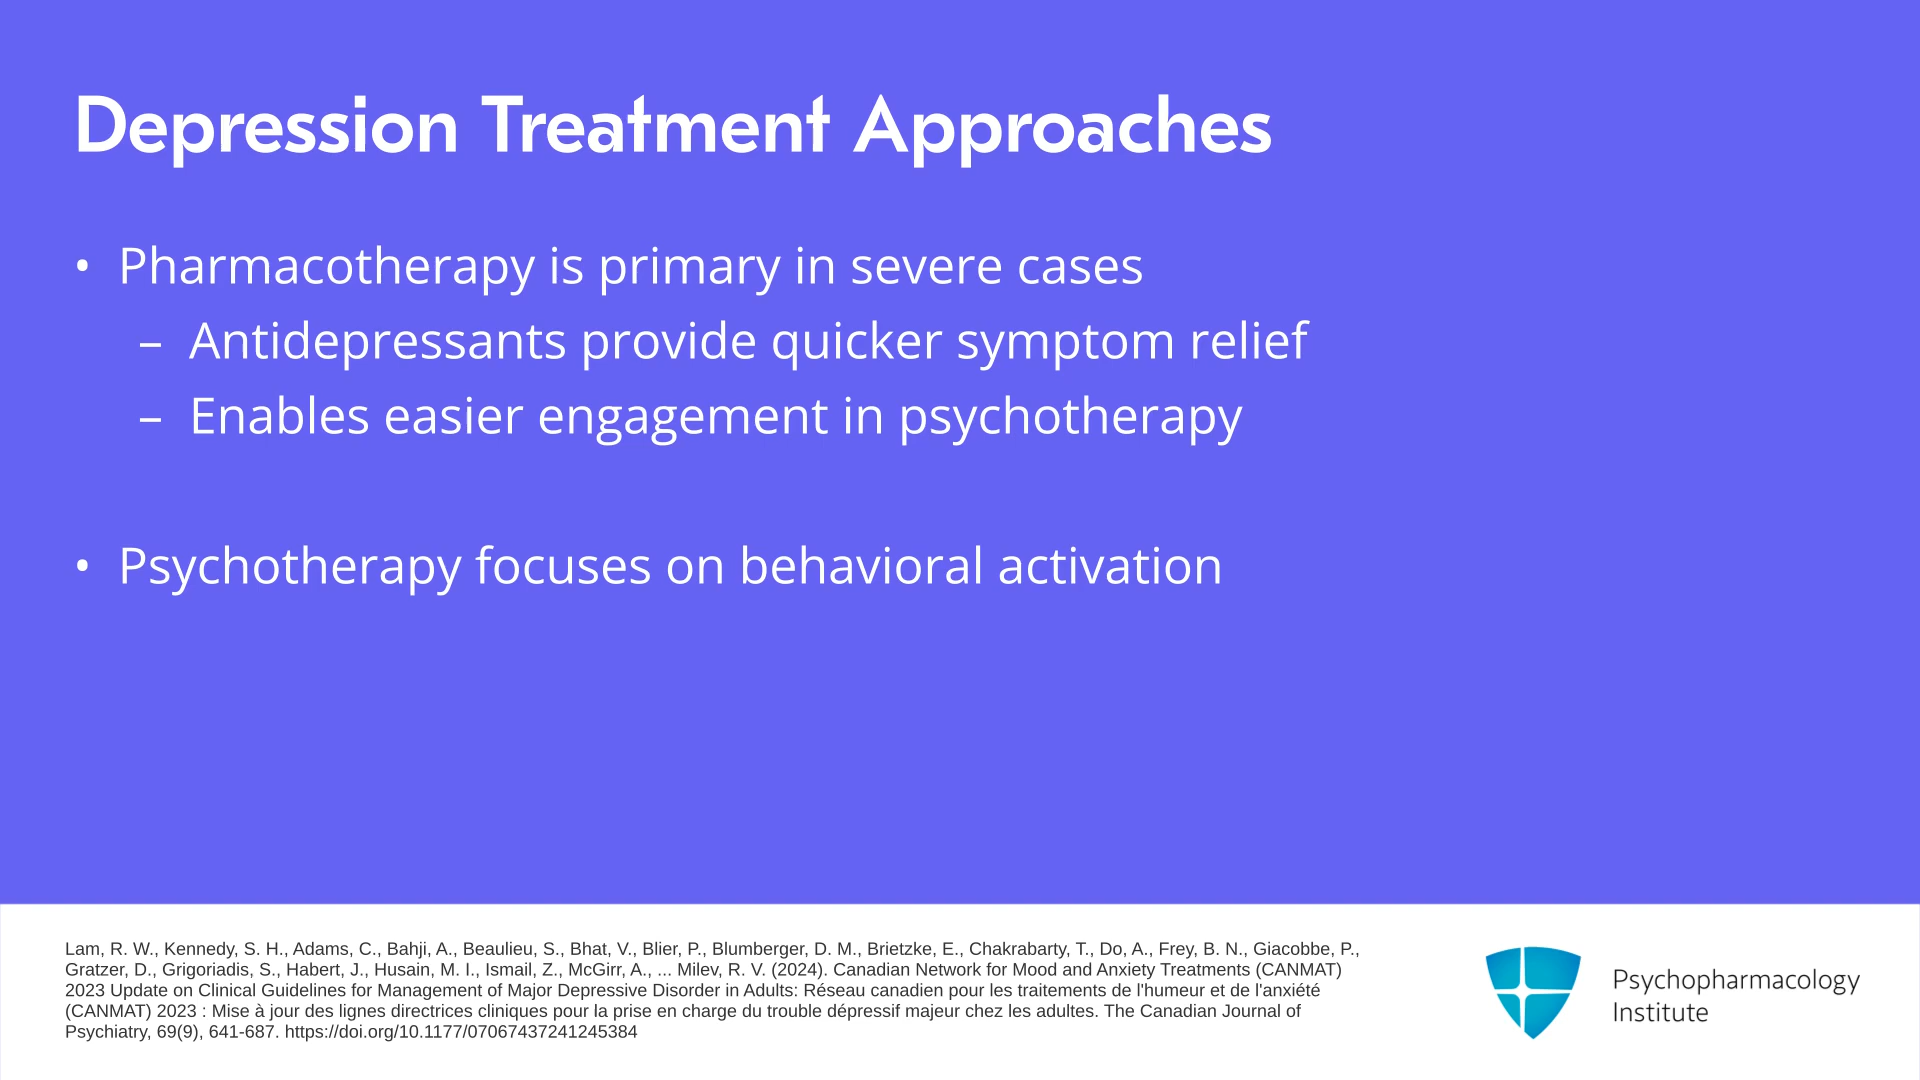 Depression Treatment Approaches
• Pharmacotherapy is primary in severe cases
– Antidepressants provide quicker symptom relief
– Enables easier engagement in psychotherapy
• Psychotherapy focuses on behavioral activation
Lam, R. W., Kennedy, S. H., Adams, C., Bahji, A., Beaulieu, S., Bhat, V., Blier, P., Blumberger, D. M., Brietzke, E., Chakrabarty, T., Do, A., Frey, B. N., Giacobbe, P.,
Gratzer, D., Grigoriadis, S., Habert, J., Husain, M. I., Ismail, Z., McGirr, A., ... Milev, R. V. (2024). Canadian Network for Mood and Anxiety Treatments (CANMAT)
2023 Update on Clinical Guidelines for Management of Major Depressive Disorder in Adults: Réseau canadien pour les traitements de l'humeur et de l'anxiété
(CANMAT) 2023 : Mise à jour des lignes directrices cliniques pour la prise en charge du trouble dépressif majeur chez les adultes. The Canadian Journal of
Psychiatry, 69(9), 641-687. https://doi.org/10.1177/07067437241245384
Psychopharmacology
Institute